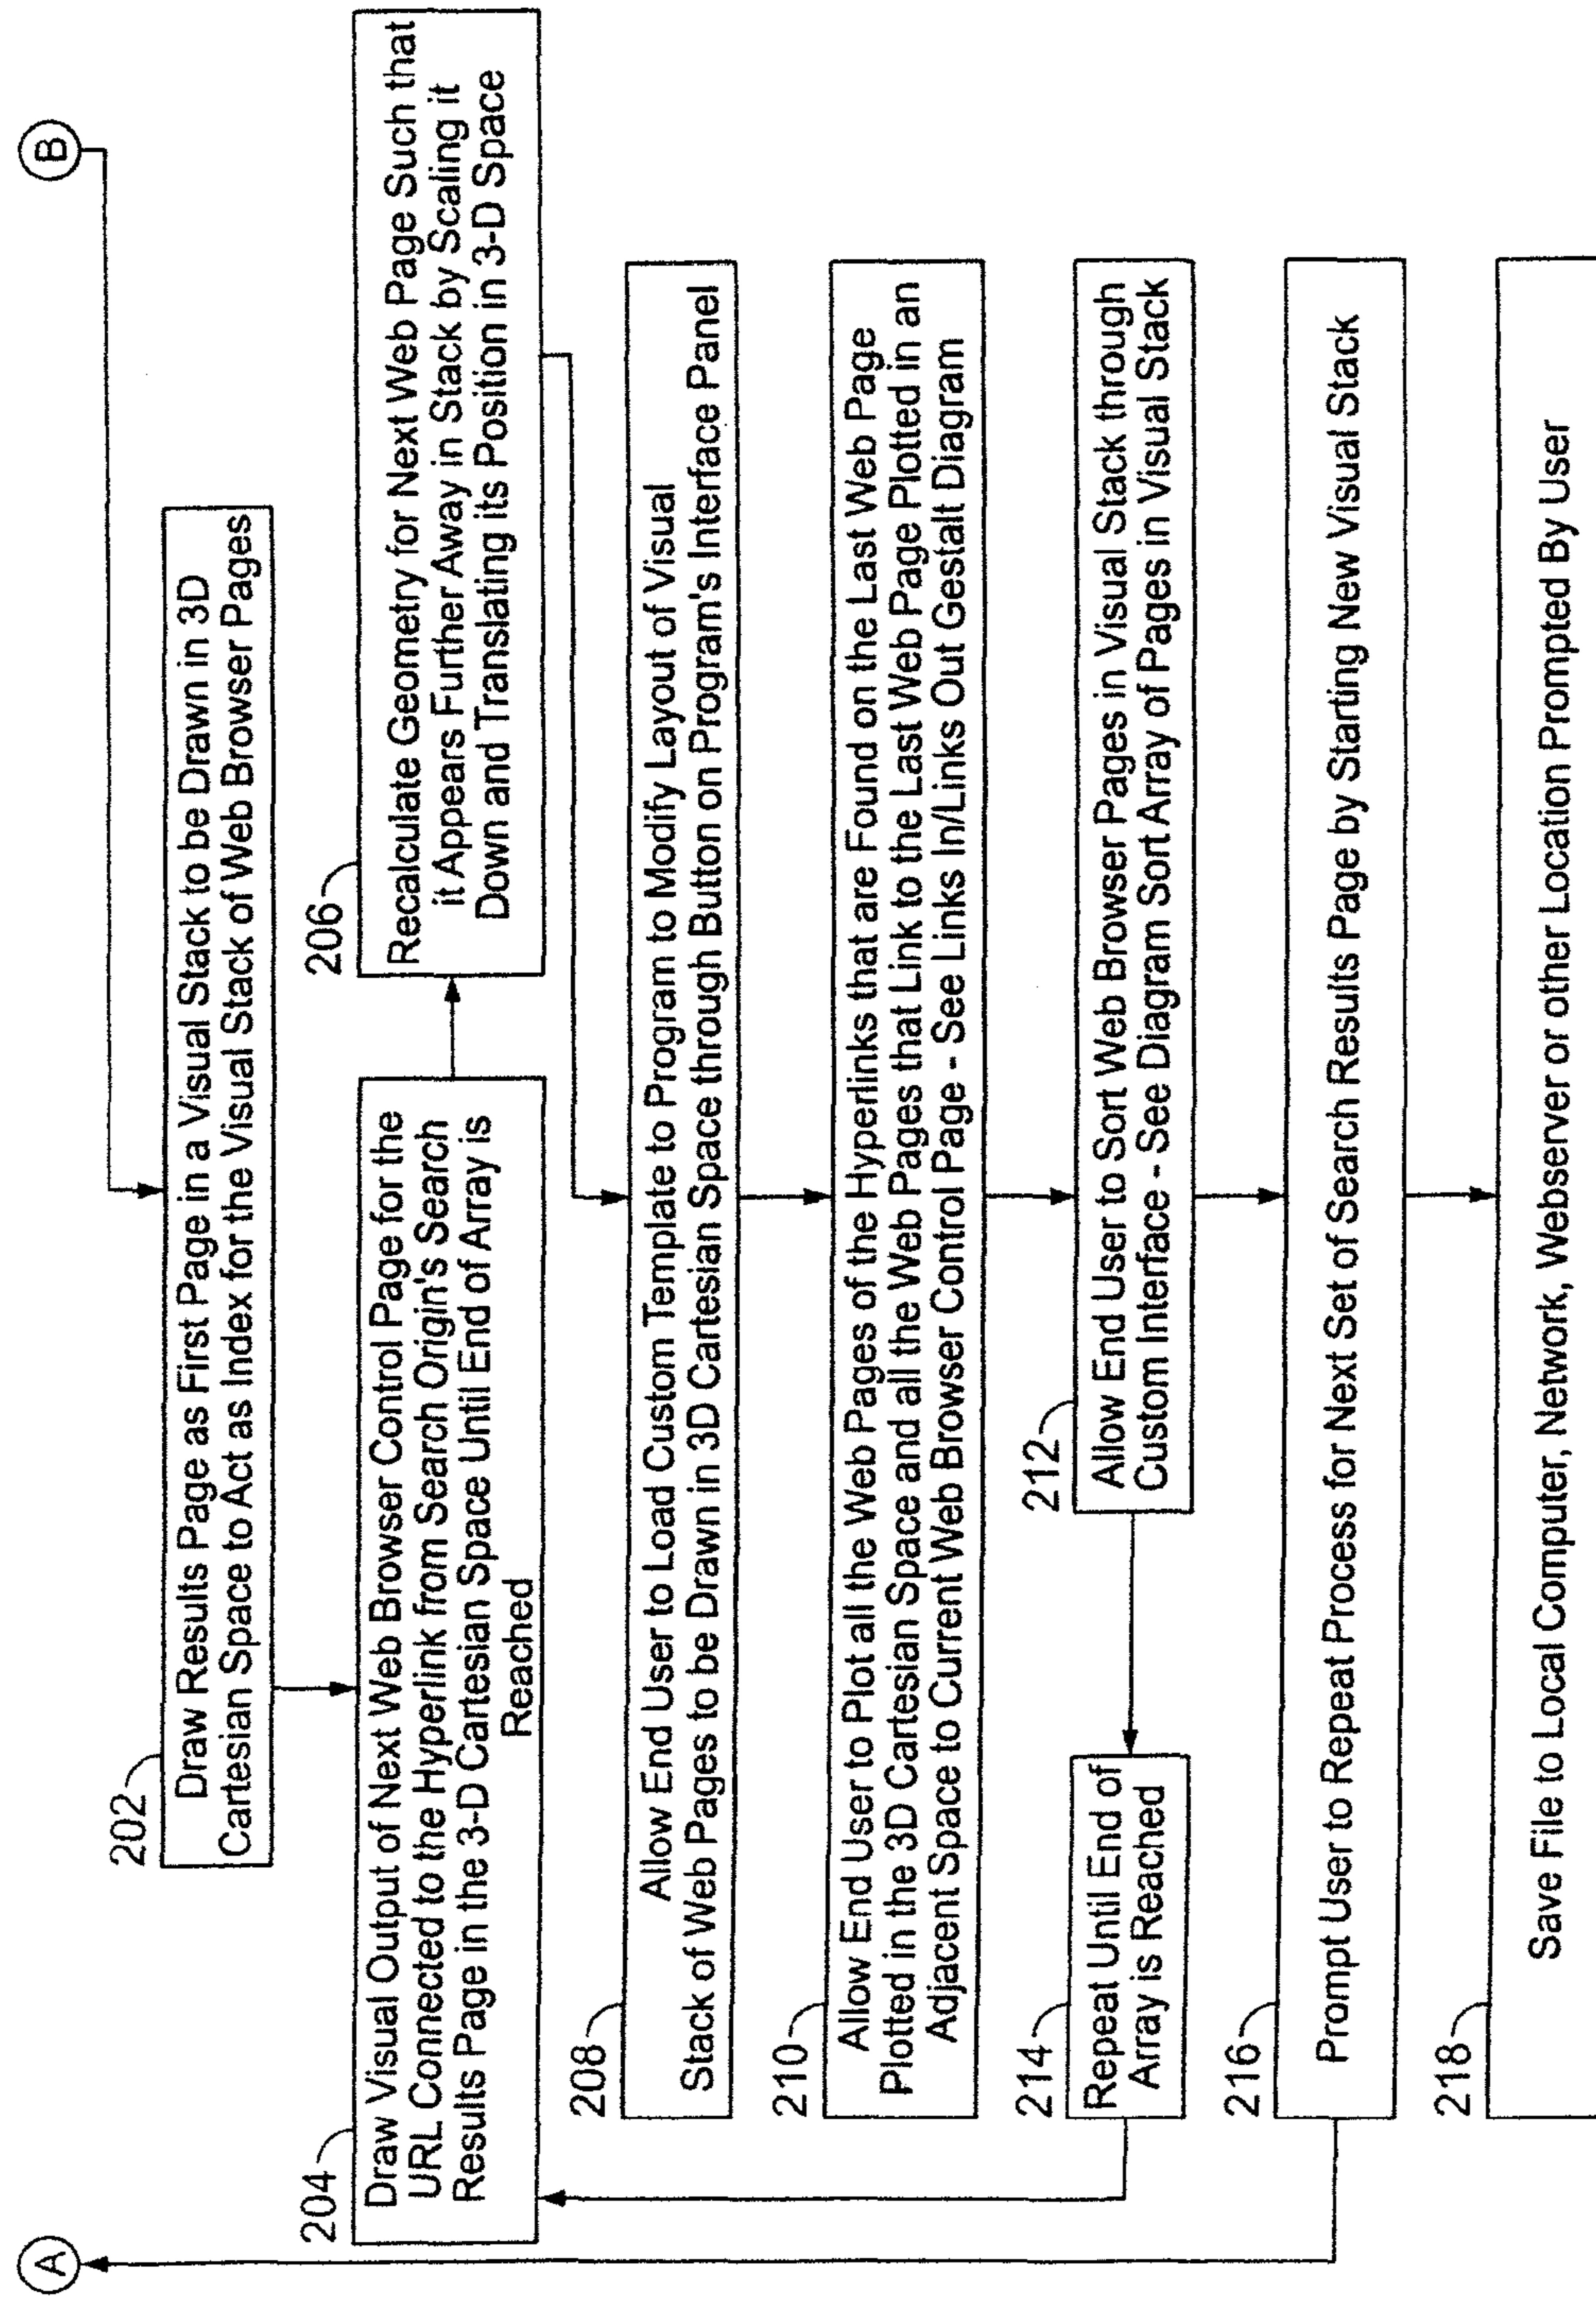 B
202
Draw Results Page as First Page in a Visual Stack to be Drawn in 3D
Cartesian Space to Act as Index for the Visual Stack of Web Browser Pages
204
Draw Visual Output of Next Web Browser Control Page for the
URL Connected to the Hyperlink from Search Origin's Search
Results Page in the 3-D Cartesian Space Until End of Array is
Reached
206
Recalculate Geometry for Next Web Page Such that
it Appears Further Away in Stack by Scaling it
Down and Translating its Position in 3-D Space
208
Allow End User to Load Custom Template to Program to Modify Layout of Visual
Stack of Web Pages to be Drawn in 3D Cartesian Space through Button on Program's Interface Panel
210
Allow End User to Plot all the Web Pages of the Hyperlinks that are Found on the Last Web Page
Plotted in the 3D Cartesian Space and all the Web Pages that Link to the Last Web Page Plotted in an
Adjacent Space to Current Web Browser Control Page - See Links In/Links Out Gestalt Diagram
212
Allow End User to Sort Web Browser Pages in Visual Stack through
Custom Interface - See Diagram Sort Array of Pages in Visual Stack
214
Repeat Until End of
Array is Reached
216
Prompt User to Repeat Process for Next Set of Search Results Page by Starting New Visual Stack
218
Save File to Local Computer, Network, Webserver or other Location Prompted By User
A